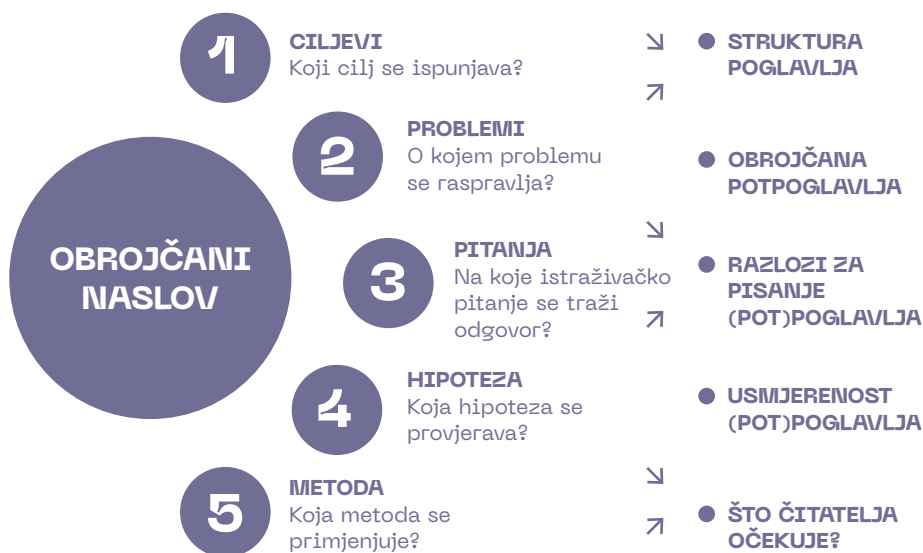 OBROJČANI
NASLOV
1
CILJEVI
Koji cilj se ispunjava?
2
PROBLEMI
O kojem problemu
se raspravlja?
3
PITANJA
Na koje istraživačko
pitanje se traži
odgovor?
4
HIPOTEZA
Koja hipoteza se
provjerava?
5
METODA
Koja metoda se
primjenjuje?
STRUKTURA
POGLAVLJA
OBROJČANA
POTPOGLAVLJA
RAZLOZI ZA
PISANJE
(POT)POGLAVLJA
USMJERENOST
(POT)POGLAVLJA
ŠTO ČITATELJA
OČEKUJE?